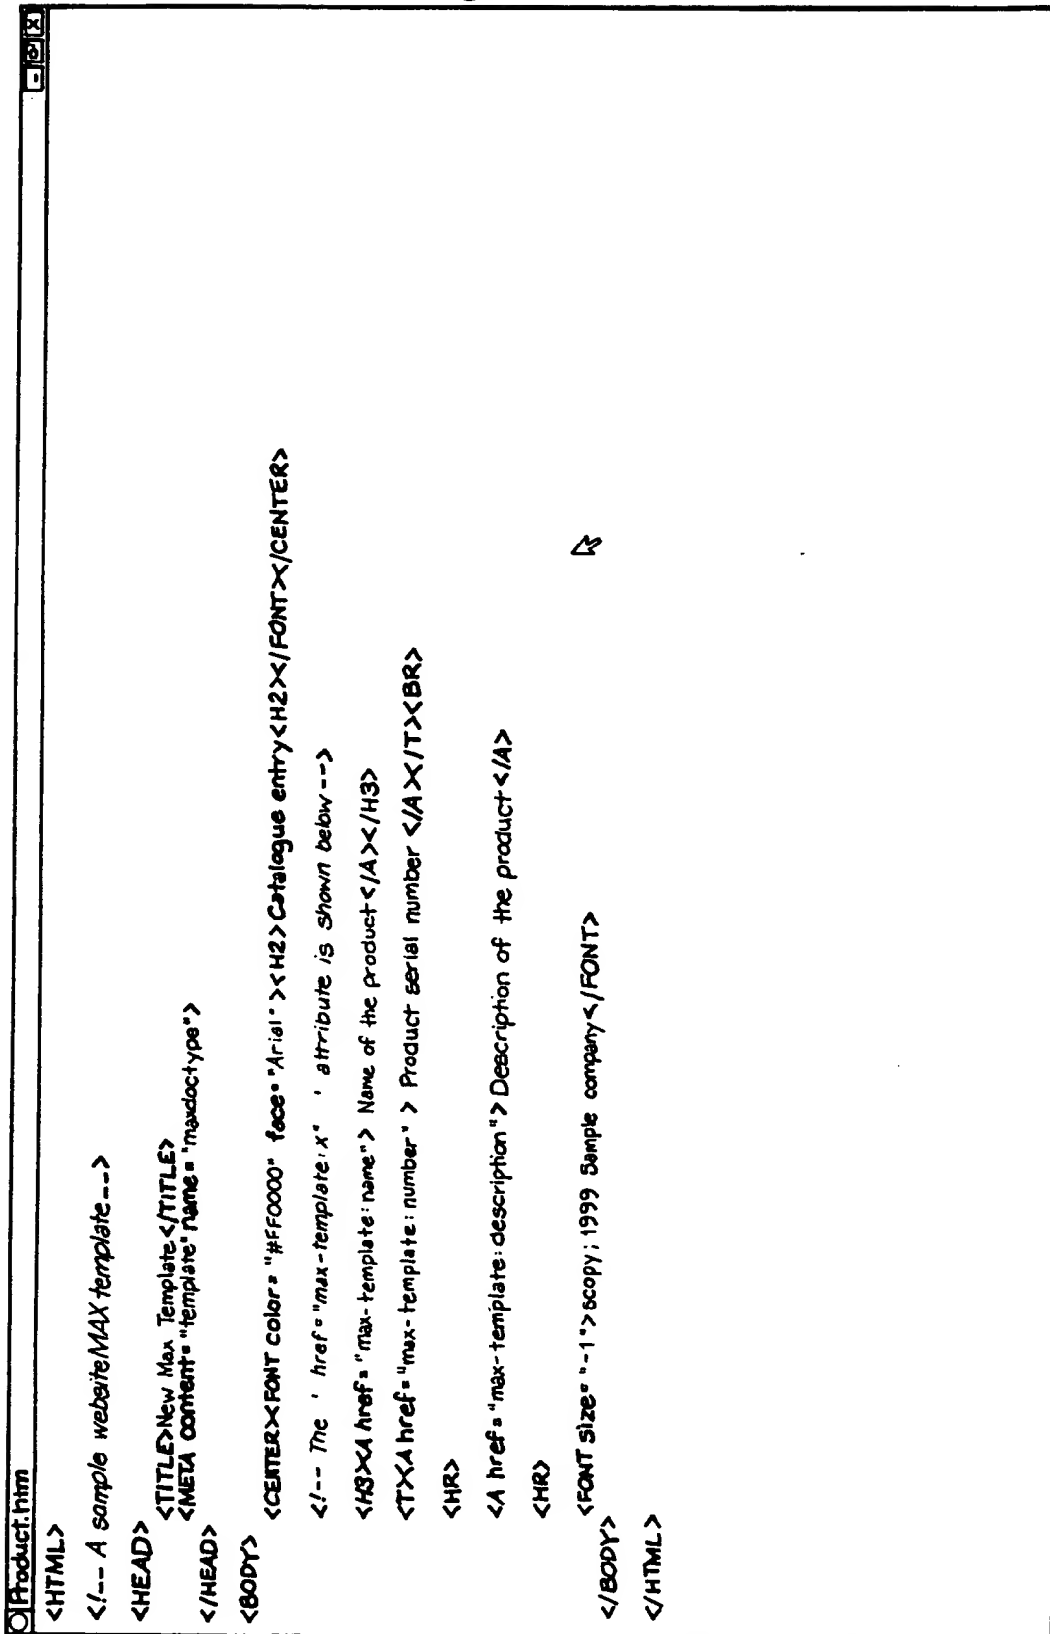 Product.htm
<HTML>
<!-- A sample websiteMAX template-->
<HEAD>
<TITLE>New Max Template</TITLE>
<META content="template" name="maxdoctype">
</HEAD>
<BODY>
<CENTER><FONT color="#FF0000" face="Arial"><H2>Catalogue entry<H2></FONT></CENTER>
<!-- The ' href="max-template:x" ' attribute is shown below-->
<H3><A href="max-template:name"> Name of the product</A></H3>
<T><A href="max-template:number"> Product serial number </A></T><BR>
<HR>
<A href="max-template:description"> Description of the product</A>
<HR>
<FONT size="-1">&copy; 1999 Sample company</FONT>
</BODY>
</HTML>